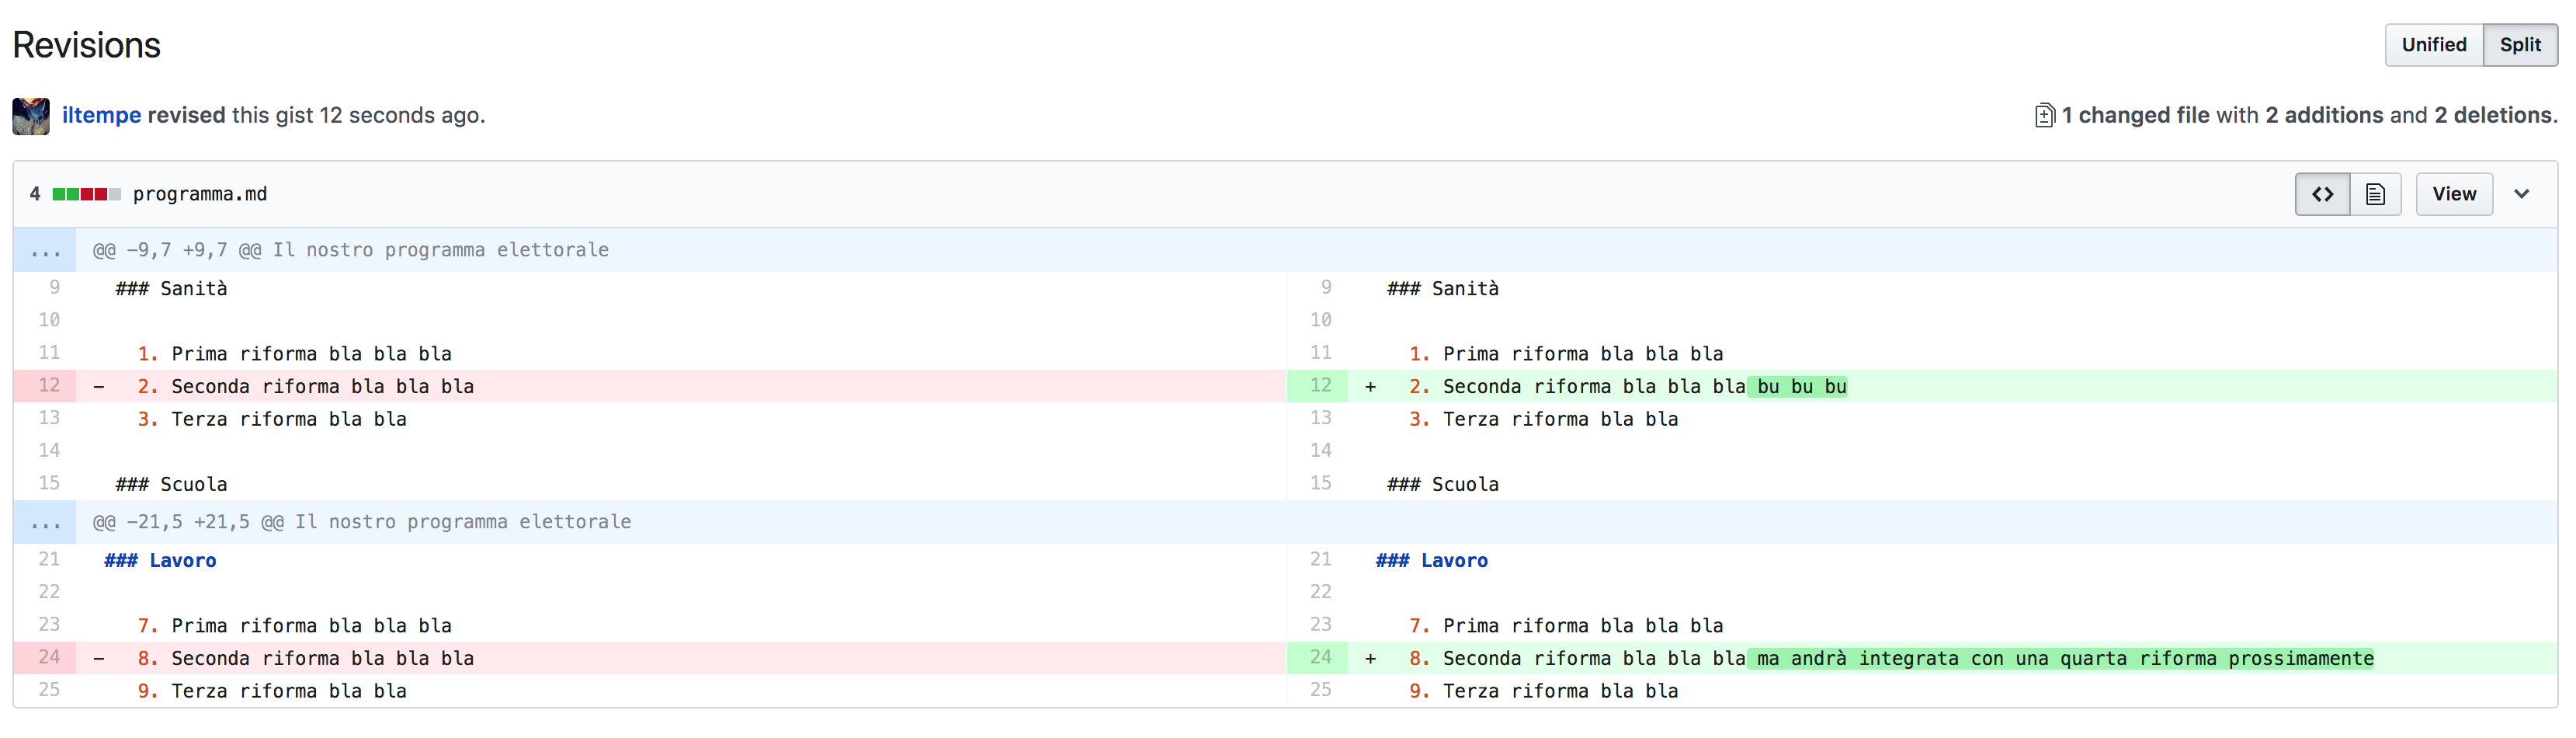 Revisions
Unified Split
iltempe revised this gist 12 seconds ago.
1 changed file with 2 additions and 2 deletions.
4 programma.md
View
... @@ -9,7 +9,7 @@ Il nostro programma elettorale
9 ### Sanità 9 ### Sanità
10 10
11 1. Prima riforma bla bla bla 11 1. Prima riforma bla bla bla
12 - 2. Seconda riforma bla bla bla 12 + 2. Seconda riforma bla bla bla bu bu bu
13 3. Terza riforma bla bla 13 3. Terza riforma bla bla
14 14
15 ### Scuola 15 ### Scuola
... @@ -21,5 +21,5 @@ Il nostro programma elettorale
21 ### Lavoro 21 ### Lavoro
22 22
23 7. Prima riforma bla bla bla 23 7. Prima riforma bla bla bla
24 - 8. Seconda riforma bla bla bla 24 + 8. Seconda riforma bla bla bla ma andrà integrata con una quarta riforma prossimamente
25 9. Terza riforma bla bla 25 9. Terza riforma bla bla